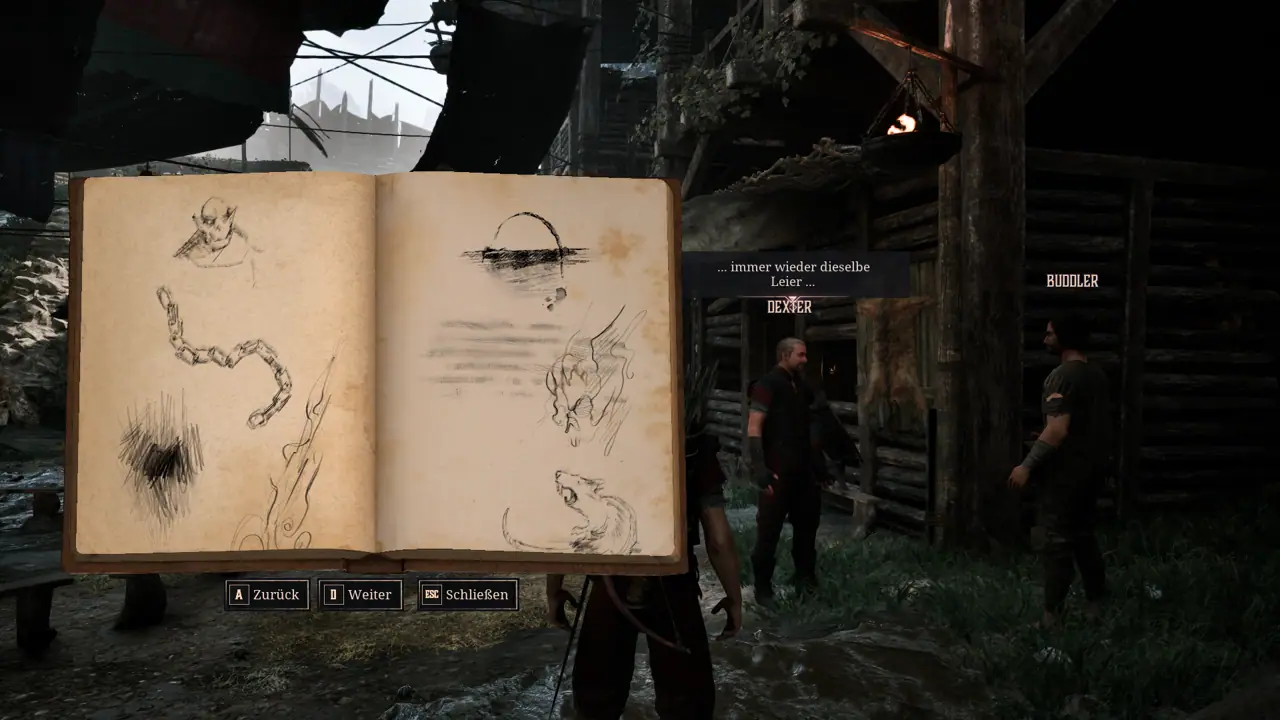 ... immer wieder dieselbe
Leier ...
DEXTER
BUDDLER
A Zurück
D Weiter
ESC Schließen